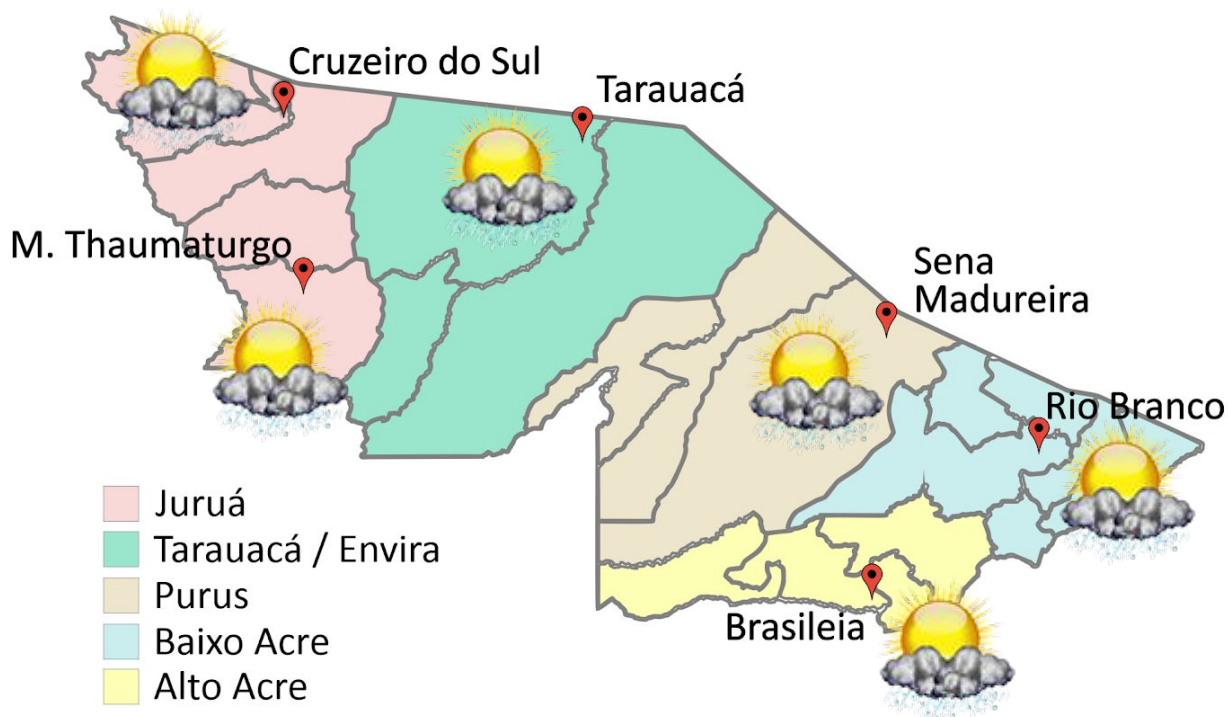 Cruzeiro do Sul
Tarauacá
M. Thaumaturgo
Sena
Madureira
Rio Branco
Brasileia
Juruá
Tarauacá / Envira
Purus
Baixo Acre
Alto Acre